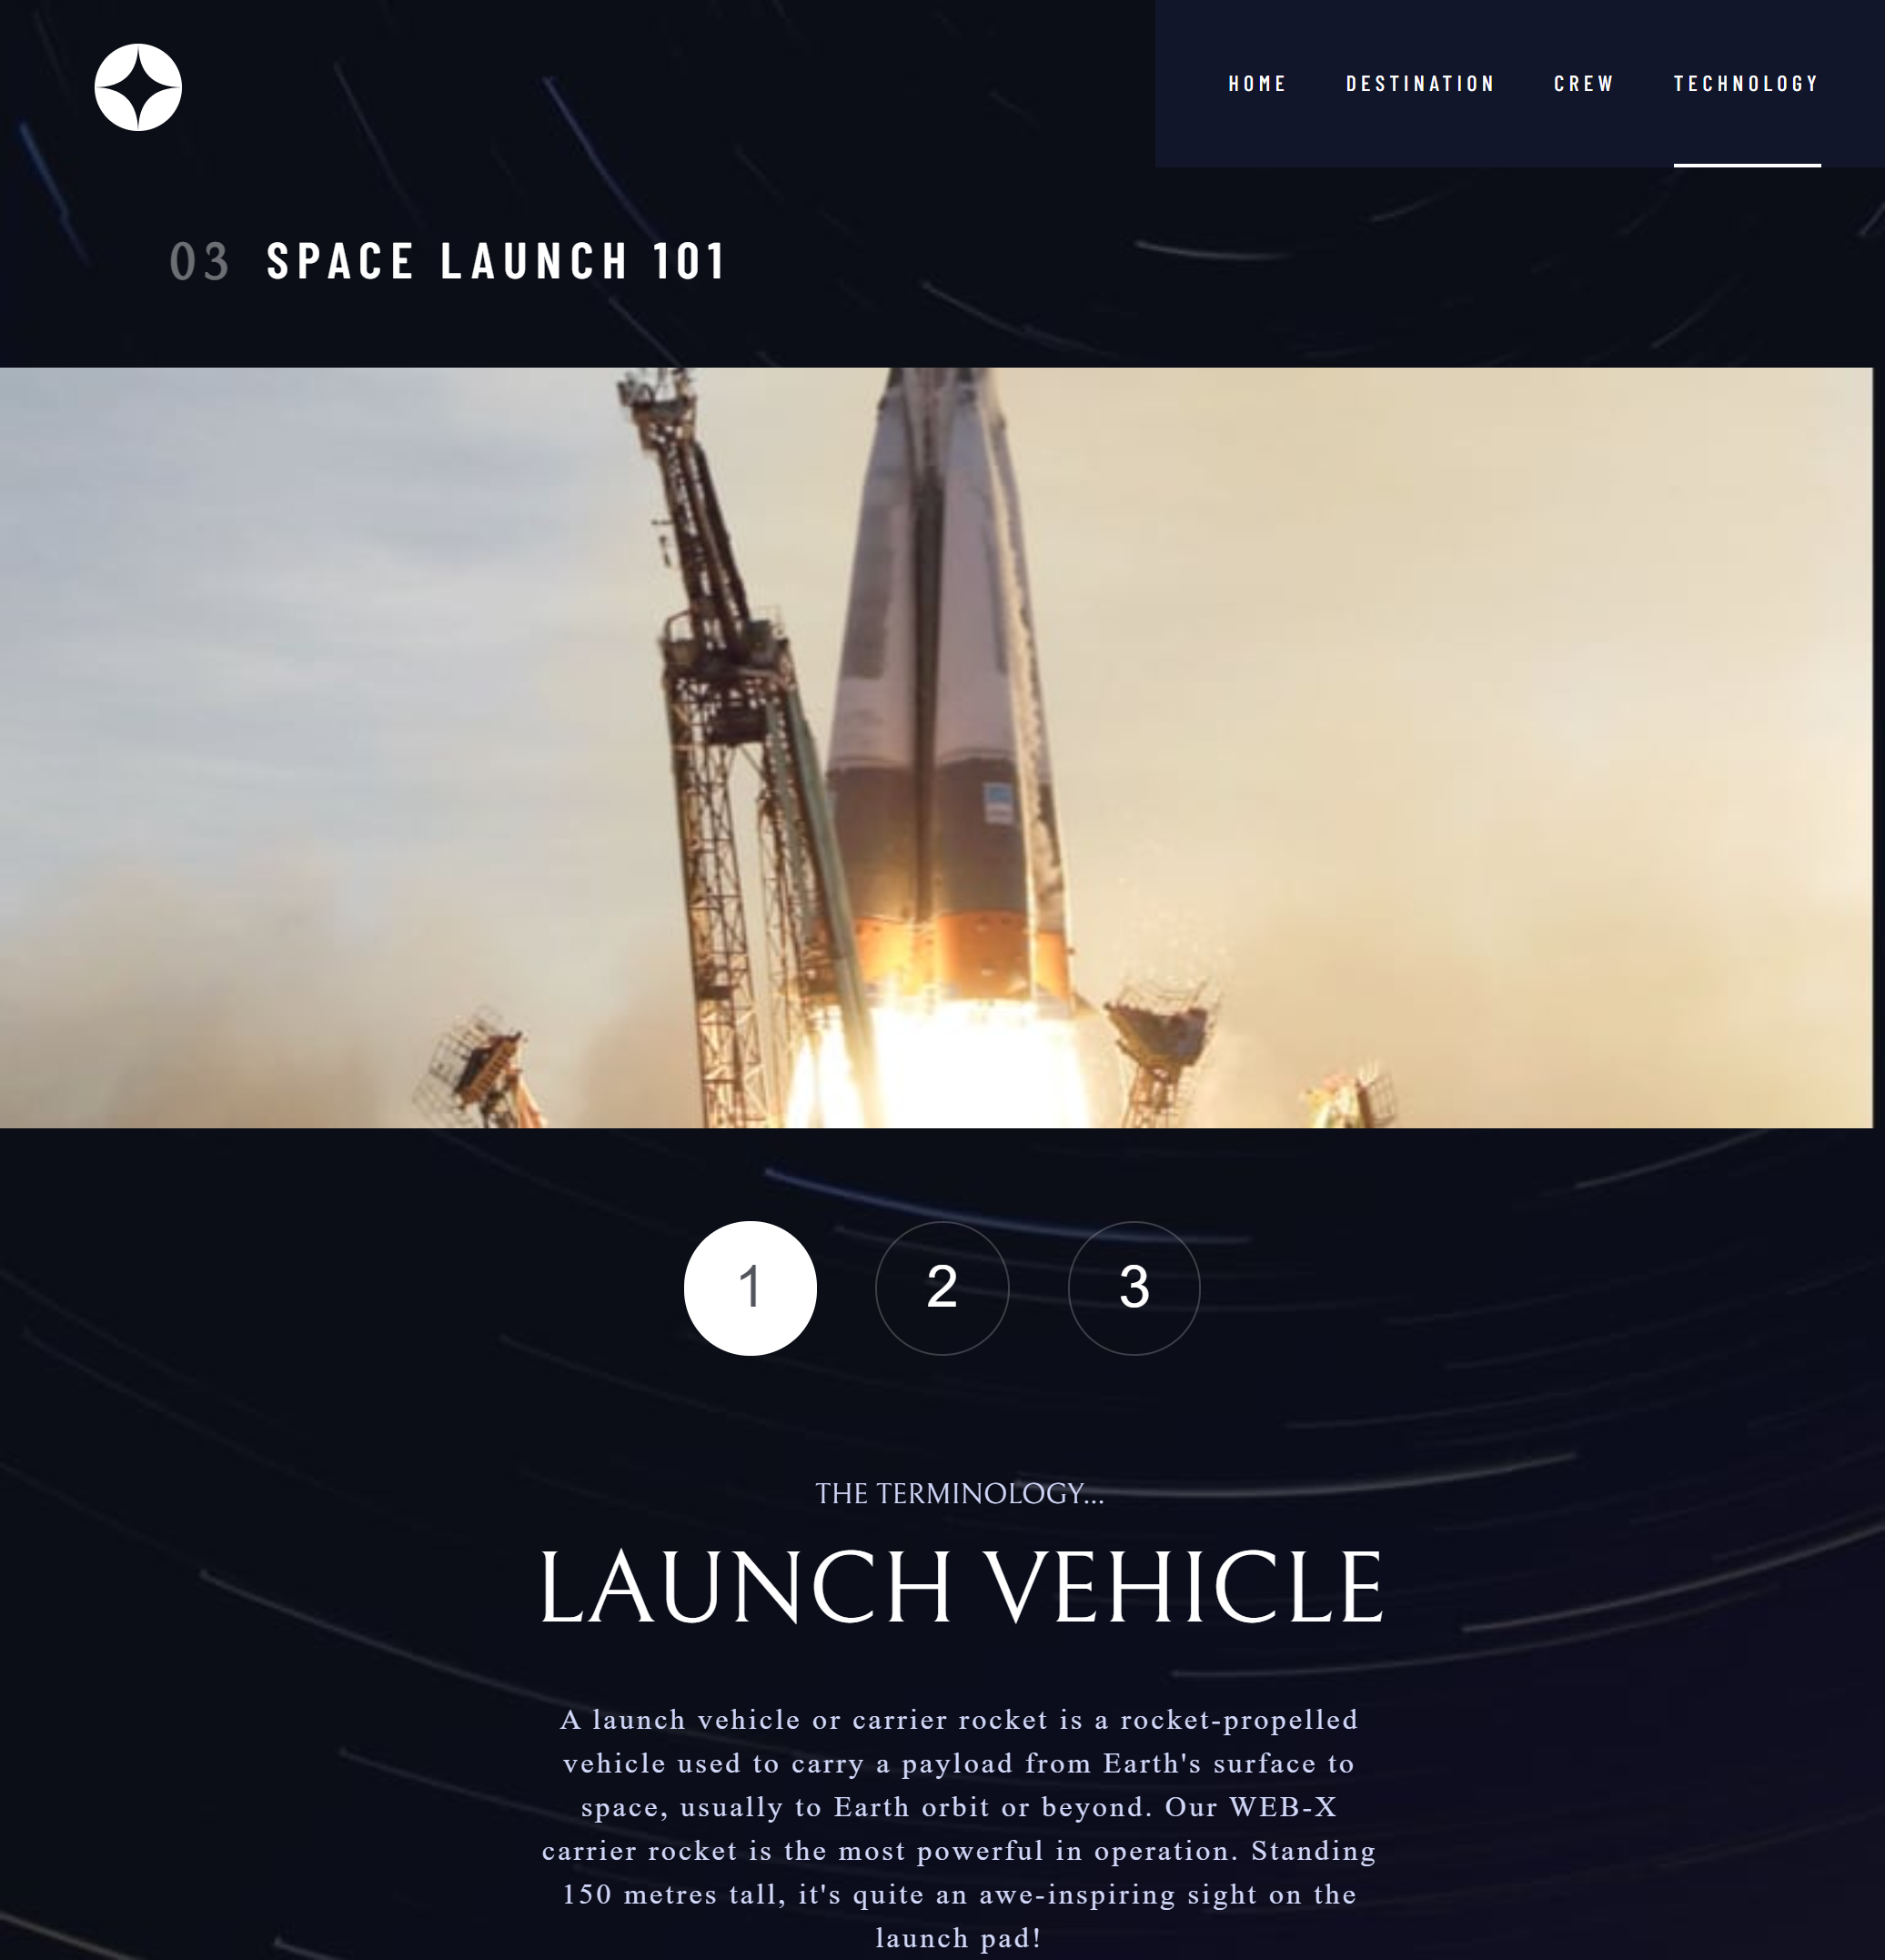 HOME DESTINATION CREW TECHNOLOGY
03 SPACE LAUNCH 101
1 2 3
THE TERMINOLOGY...
LAUNCH VEHICLE
A launch vehicle or carrier rocket is a rocket-propelled
vehicle used to carry a payload from Earth's surface to
space, usually to Earth orbit or beyond. Our WEB-X
carrier rocket is the most powerful in operation. Standing
150 metres tall, it's quite an awe-inspiring sight on the
launch pad!